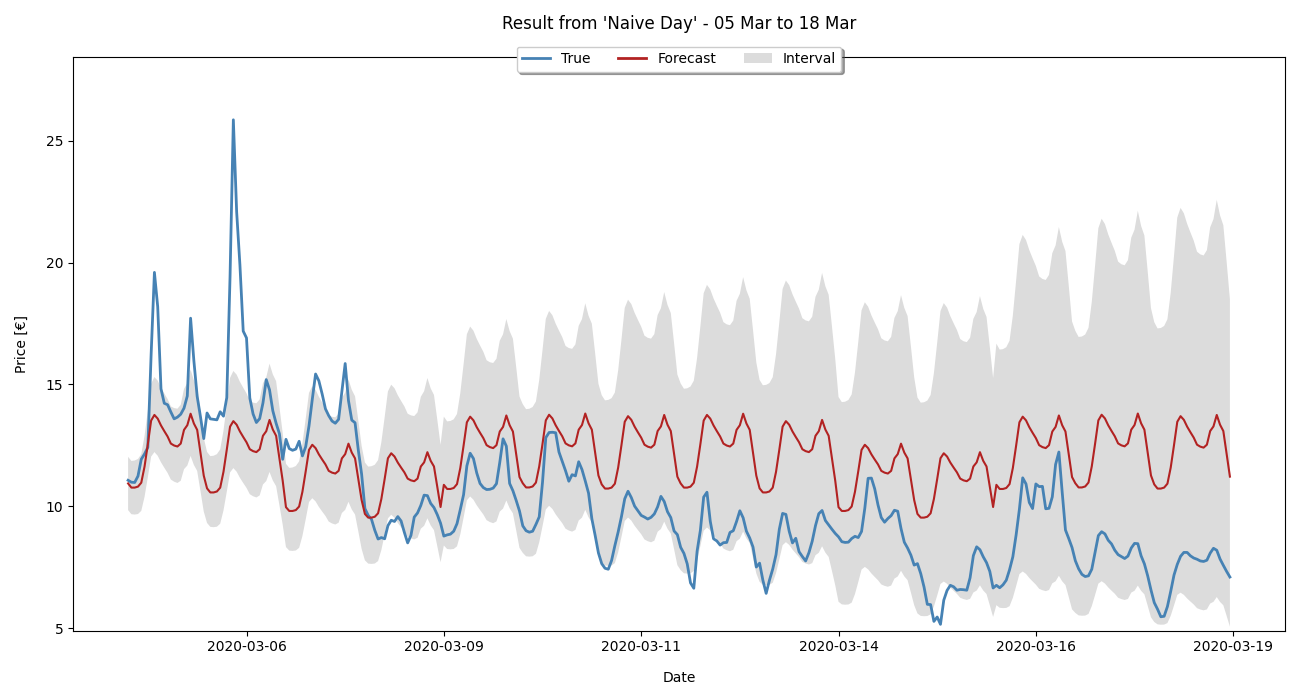 Result from 'Naive Day' - 05 Mar to 18 Mar
True Forecast Interval
Price [€]
25
20
15
10
5
2020-03-06 2020-03-09 2020-03-11 2020-03-14 2020-03-16 2020-03-19
Date